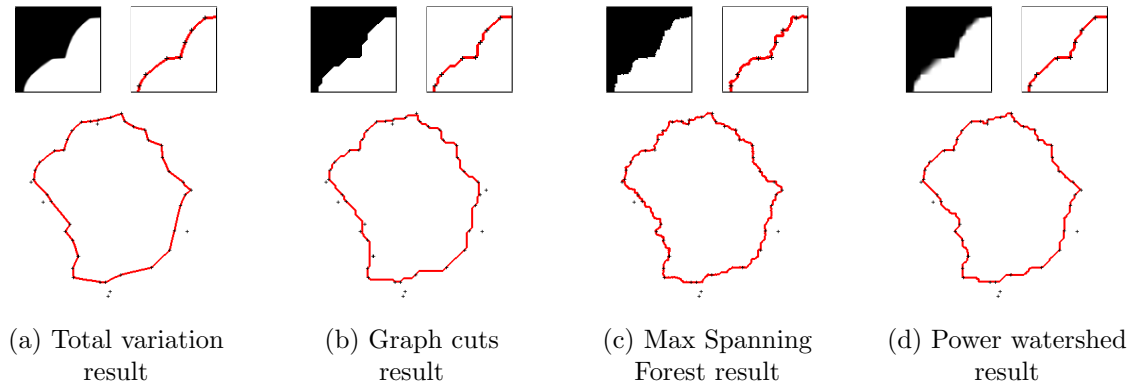 (a) Total variation
result
(b) Graph cuts
result
(c) Max Spanning
Forest result
(d) Power watershed
result